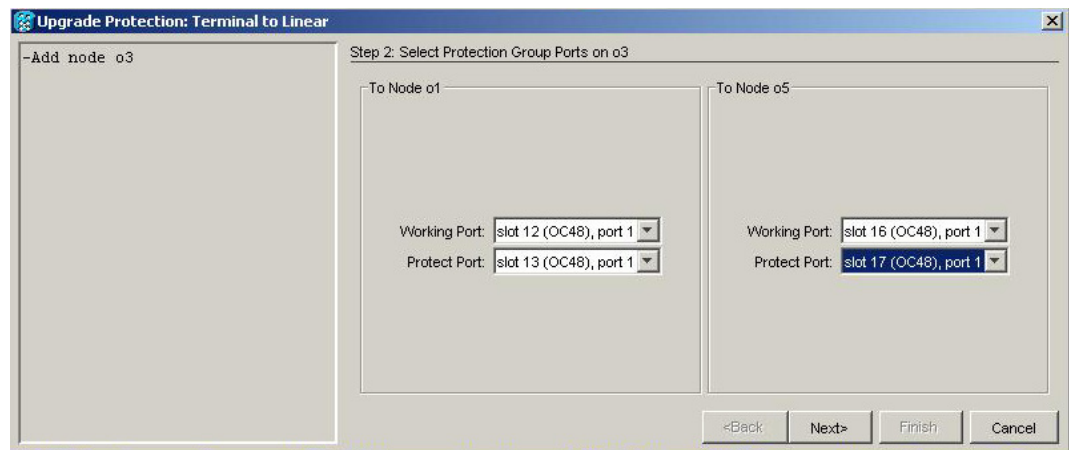 Upgrade Protection: Terminal to Linear
-Add node o3
Step 2: Select Protection Group Ports on o3
To Node o1
Working Port: slot 12 (OC48), port 1
Protect Port: slot 13 (OC48), port 1
To Node o5
Working Port: slot 16 (OC48), port 1
Protect Port: slot 17 (OC48), port 1
<Back Next> Finish Cancel